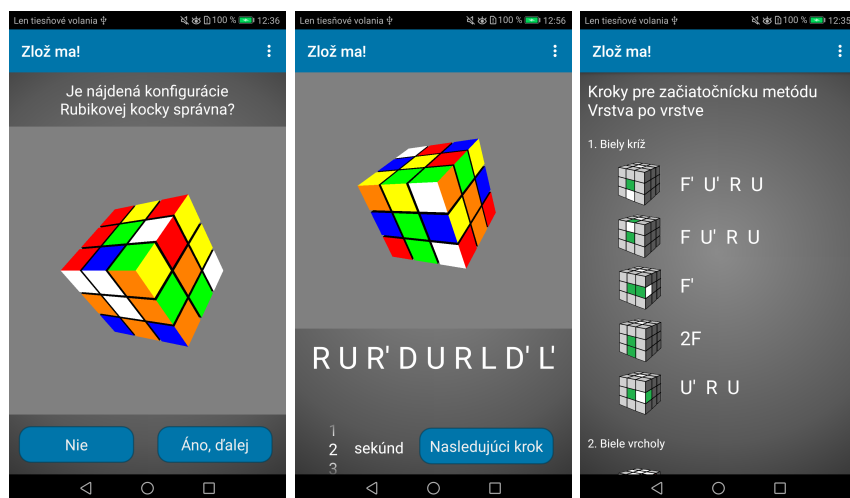 Len tiesňové volania
100 %
12:36
Zlož ma!
Je nájdená konfigurácie
Rubikovej kocky správna?
Nie
Áno, ďalej
Len tiesňové volania
100 %
12:56
Zlož ma!
R U R' D U R L D' L'
1
2
3
sekúnd
Nasledujúci krok
Len tiesňové volania
100 %
12:35
Zlož ma!
Kroky pre začiatočnícku metódu
Vrstva po vrstve
1. Biely kríž
F' U' R U
F U' R U
F'
2F
U' R U
2. Biele vrcholy